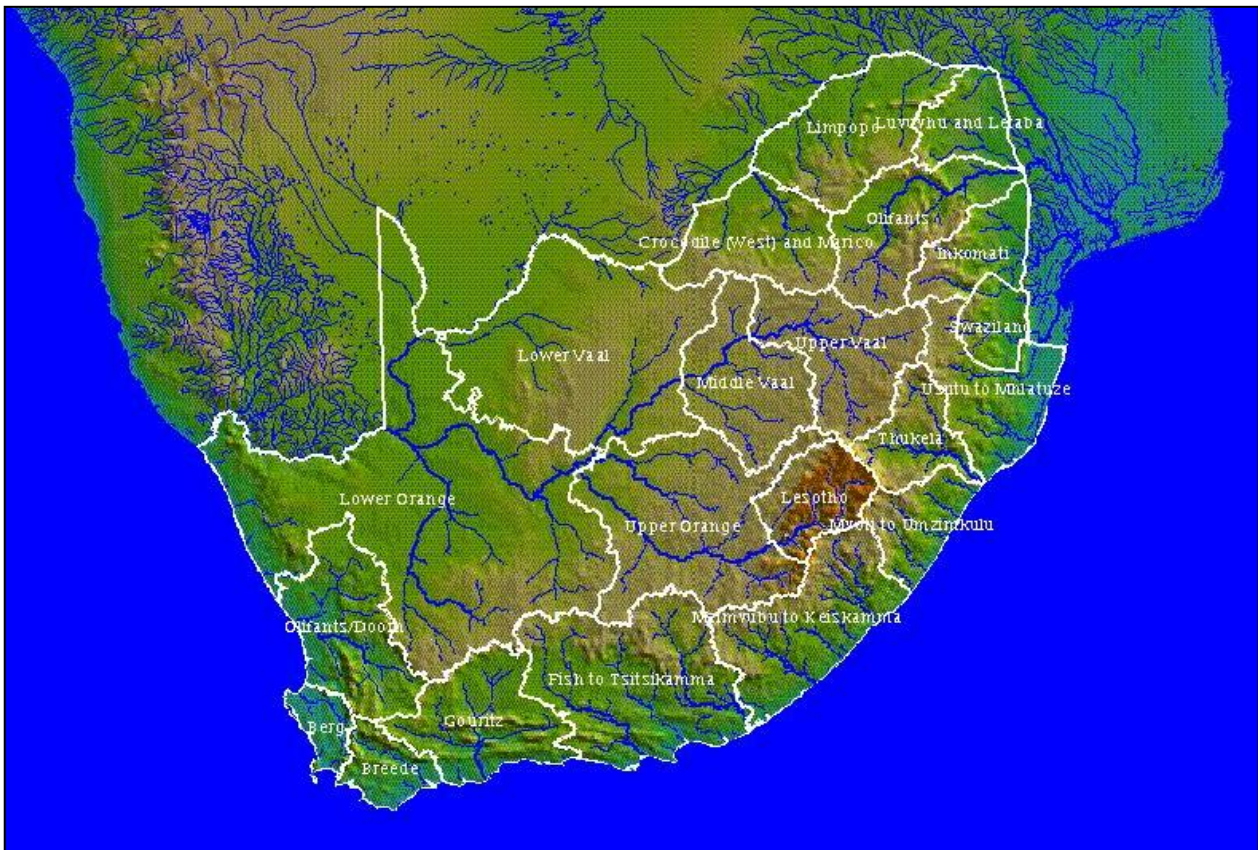 Limpopo
Luvuvhu and Letaba
Olifants
Crocodile (West) and Marico
Inkomati
Swaziland
Upper Vaal
Lower Vaal
Middle Vaal
Usutu to Mhlatuze
Thukela
Lesotho
Lower Orange
Upper Orange
Mvoti to Umzimkulu
Mzimvubu to Keiskamma
Olifants/Doorn
Fish to Tsitsikamma
Gouritz
Berg
Breede